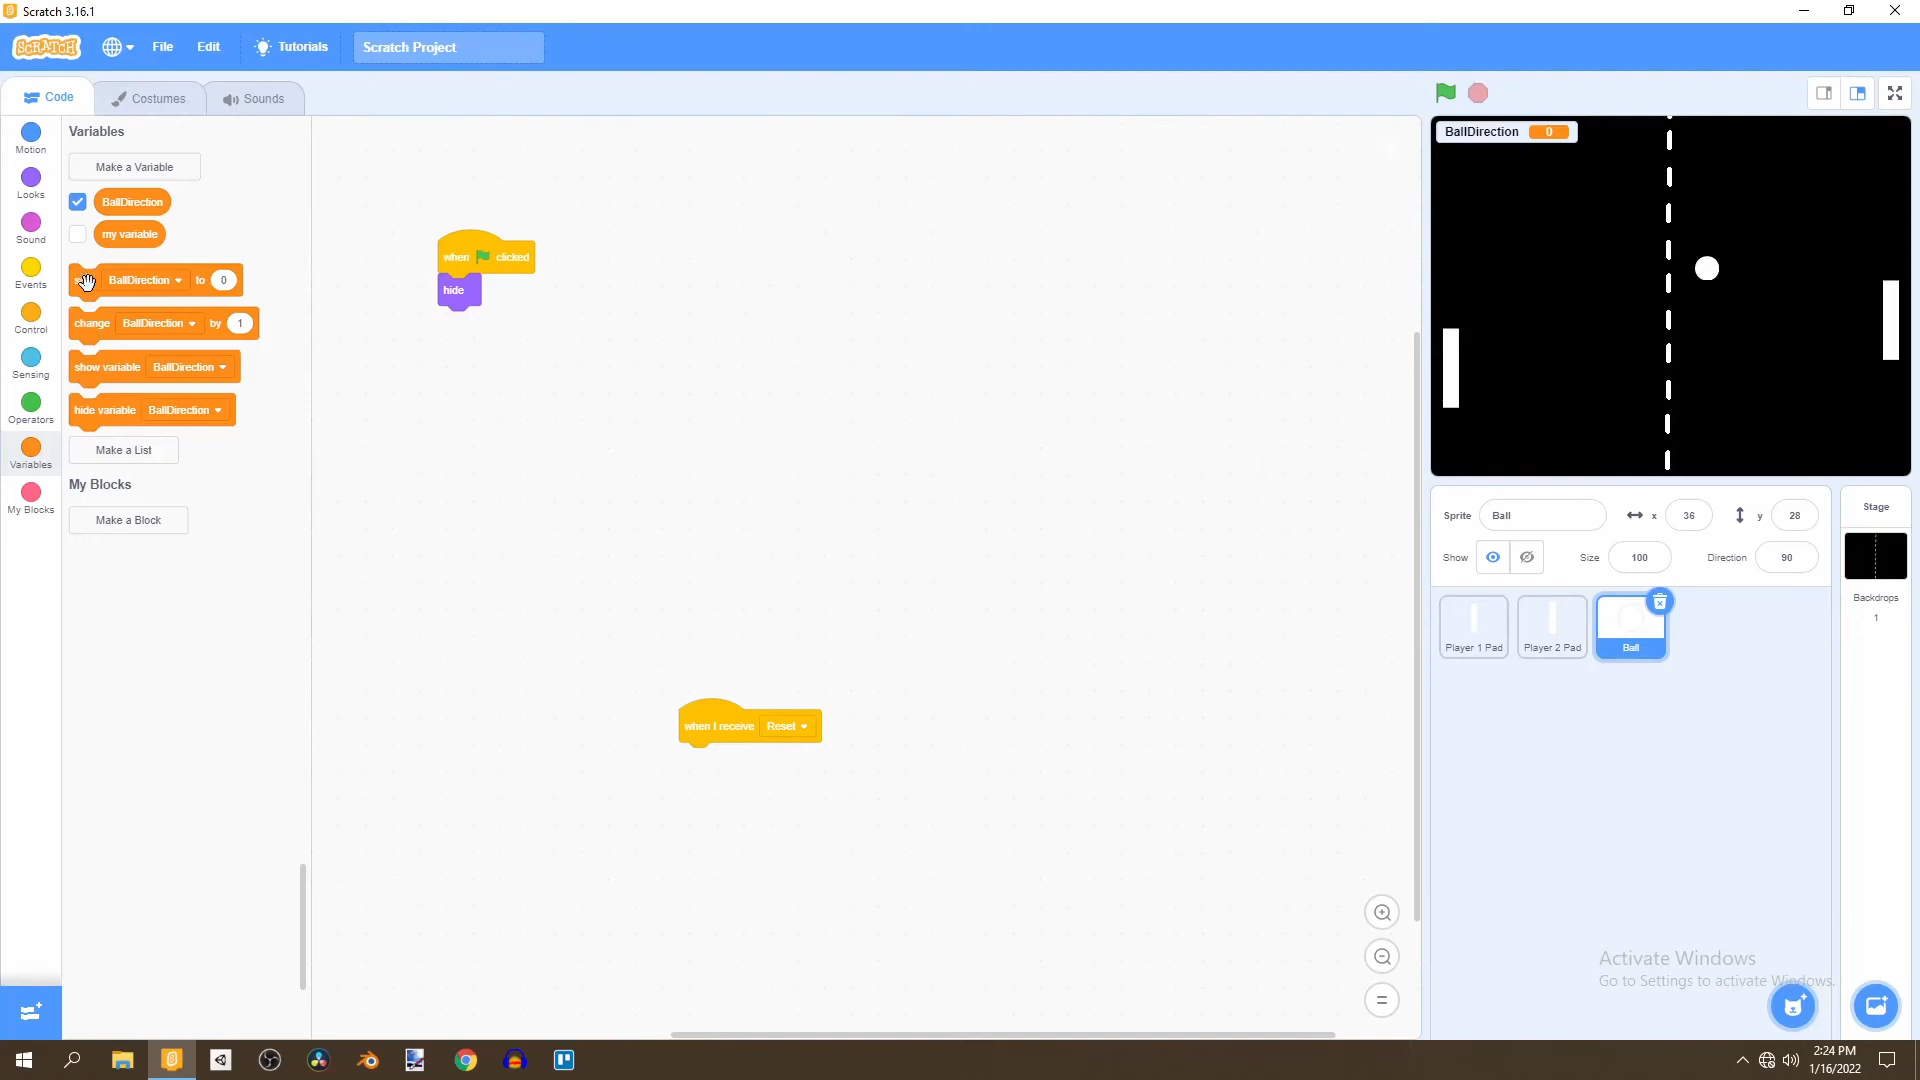 Scratch 3.16.1
SCRATCH
File
Edit
Tutorials
Scratch Project
Code
Costumes
Sounds
Motion
Looks
Sound
Events
Control
Sensing
Operators
Variables
My Blocks
Variables
Make a Variable
BallDirection
my variable
BallDirection to 0
change BallDirection by 1
show variable BallDirection
hide variable BallDirection
Make a List
My Blocks
Make a Block
when clicked
hide
when I receive Reset
BallDirection 0
Sprite Ball x 36 y 28
Show Size 100 Direction 90
Player 1 Pad
Player 2 Pad
Ball
Stage
Backdrops
1
Activate Windows
Go to Settings to activate Windows.
2:24 PM
1/16/2022